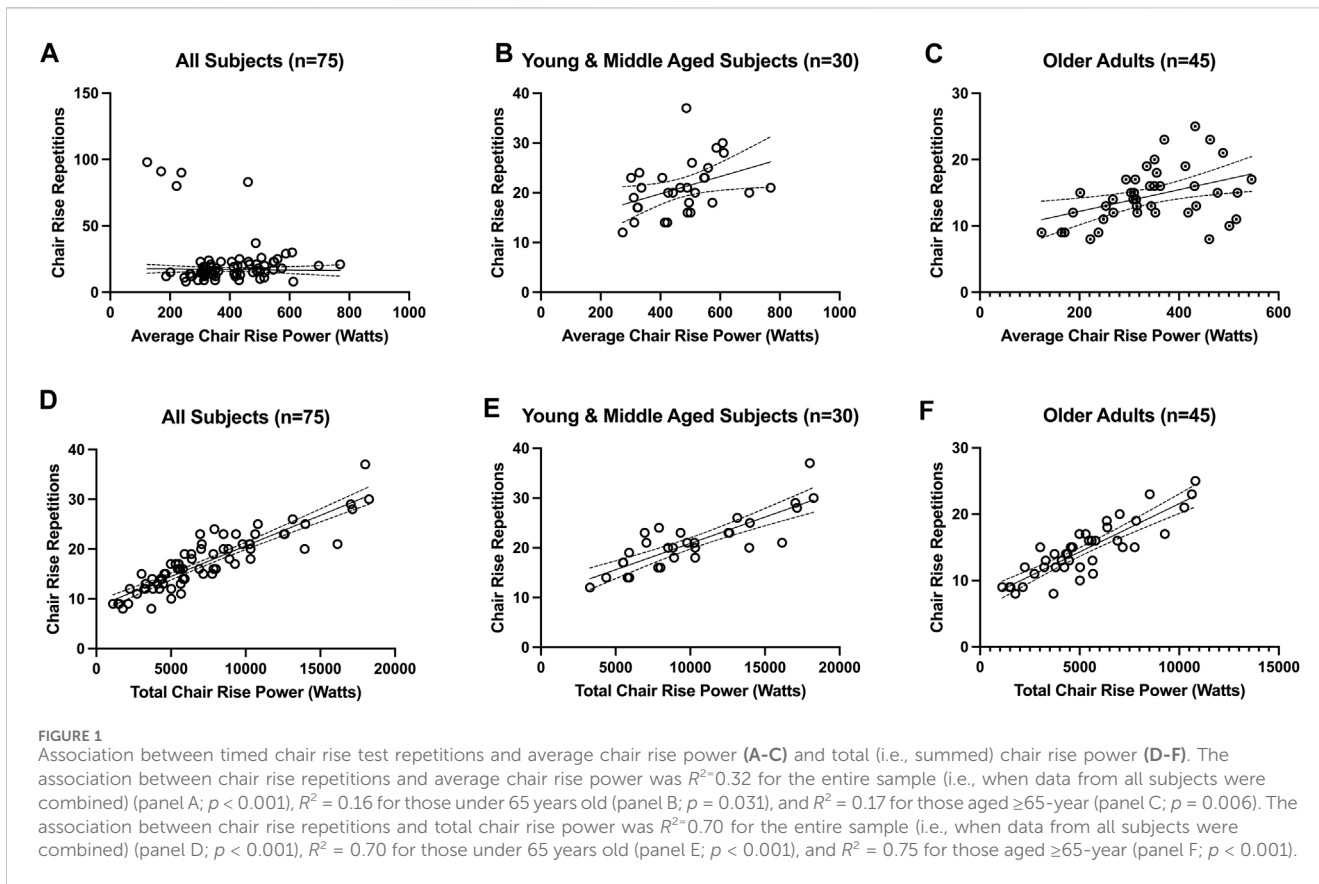 A
All Subjects (n=75)
Chair Rise Repetitions
150
100
50
0
0
200
400
600
800
1000
Average Chair Rise Power (Watts)
B
Young & Middle Aged Subjects (n=30)
Chair Rise Repetitions
40
30
20
10
0
0
200
400
600
800
1000
Average Chair Rise Power (Watts)
C
Older Adults (n=45)
Chair Rise Repetitions
30
20
10
0
0
200
400
600
Average Chair Rise Power (Watts)
D
All Subjects (n=75)
Chair Rise Repetitions
40
30
20
10
0
0
5000
10000
15000
20000
Total Chair Rise Power (Watts)
E
Young & Middle Aged Subjects (n=30)
Chair Rise Repetitions
40
30
20
10
0
0
5000
10000
15000
20000
Total Chair Rise Power (Watts)
F
Older Adults (n=45)
Chair Rise Repetitions
30
20
10
0
0
5000
10000
15000
Total Chair Rise Power (Watts)
FIGURE 1
Association between timed chair rise test repetitions and average chair rise power (A-C) and total (i.e., summed) chair rise power (D-F). The
association between chair rise repetitions and average chair rise power was R²⁼0.32 for the entire sample (i.e., when data from all subjects were
combined) (panel A; p < 0.001), R² = 0.16 for those under 65 years old (panel B; p = 0.031), and R² = 0.17 for those aged ≥65-year (panel C; p = 0.006). The
association between chair rise repetitions and total chair rise power was R²⁼0.70 for the entire sample (i.e., when data from all subjects were
combined) (panel D; p < 0.001), R² = 0.70 for those under 65 years old (panel E; p < 0.001), and R² = 0.75 for those aged ≥65-year (panel F; p < 0.001).